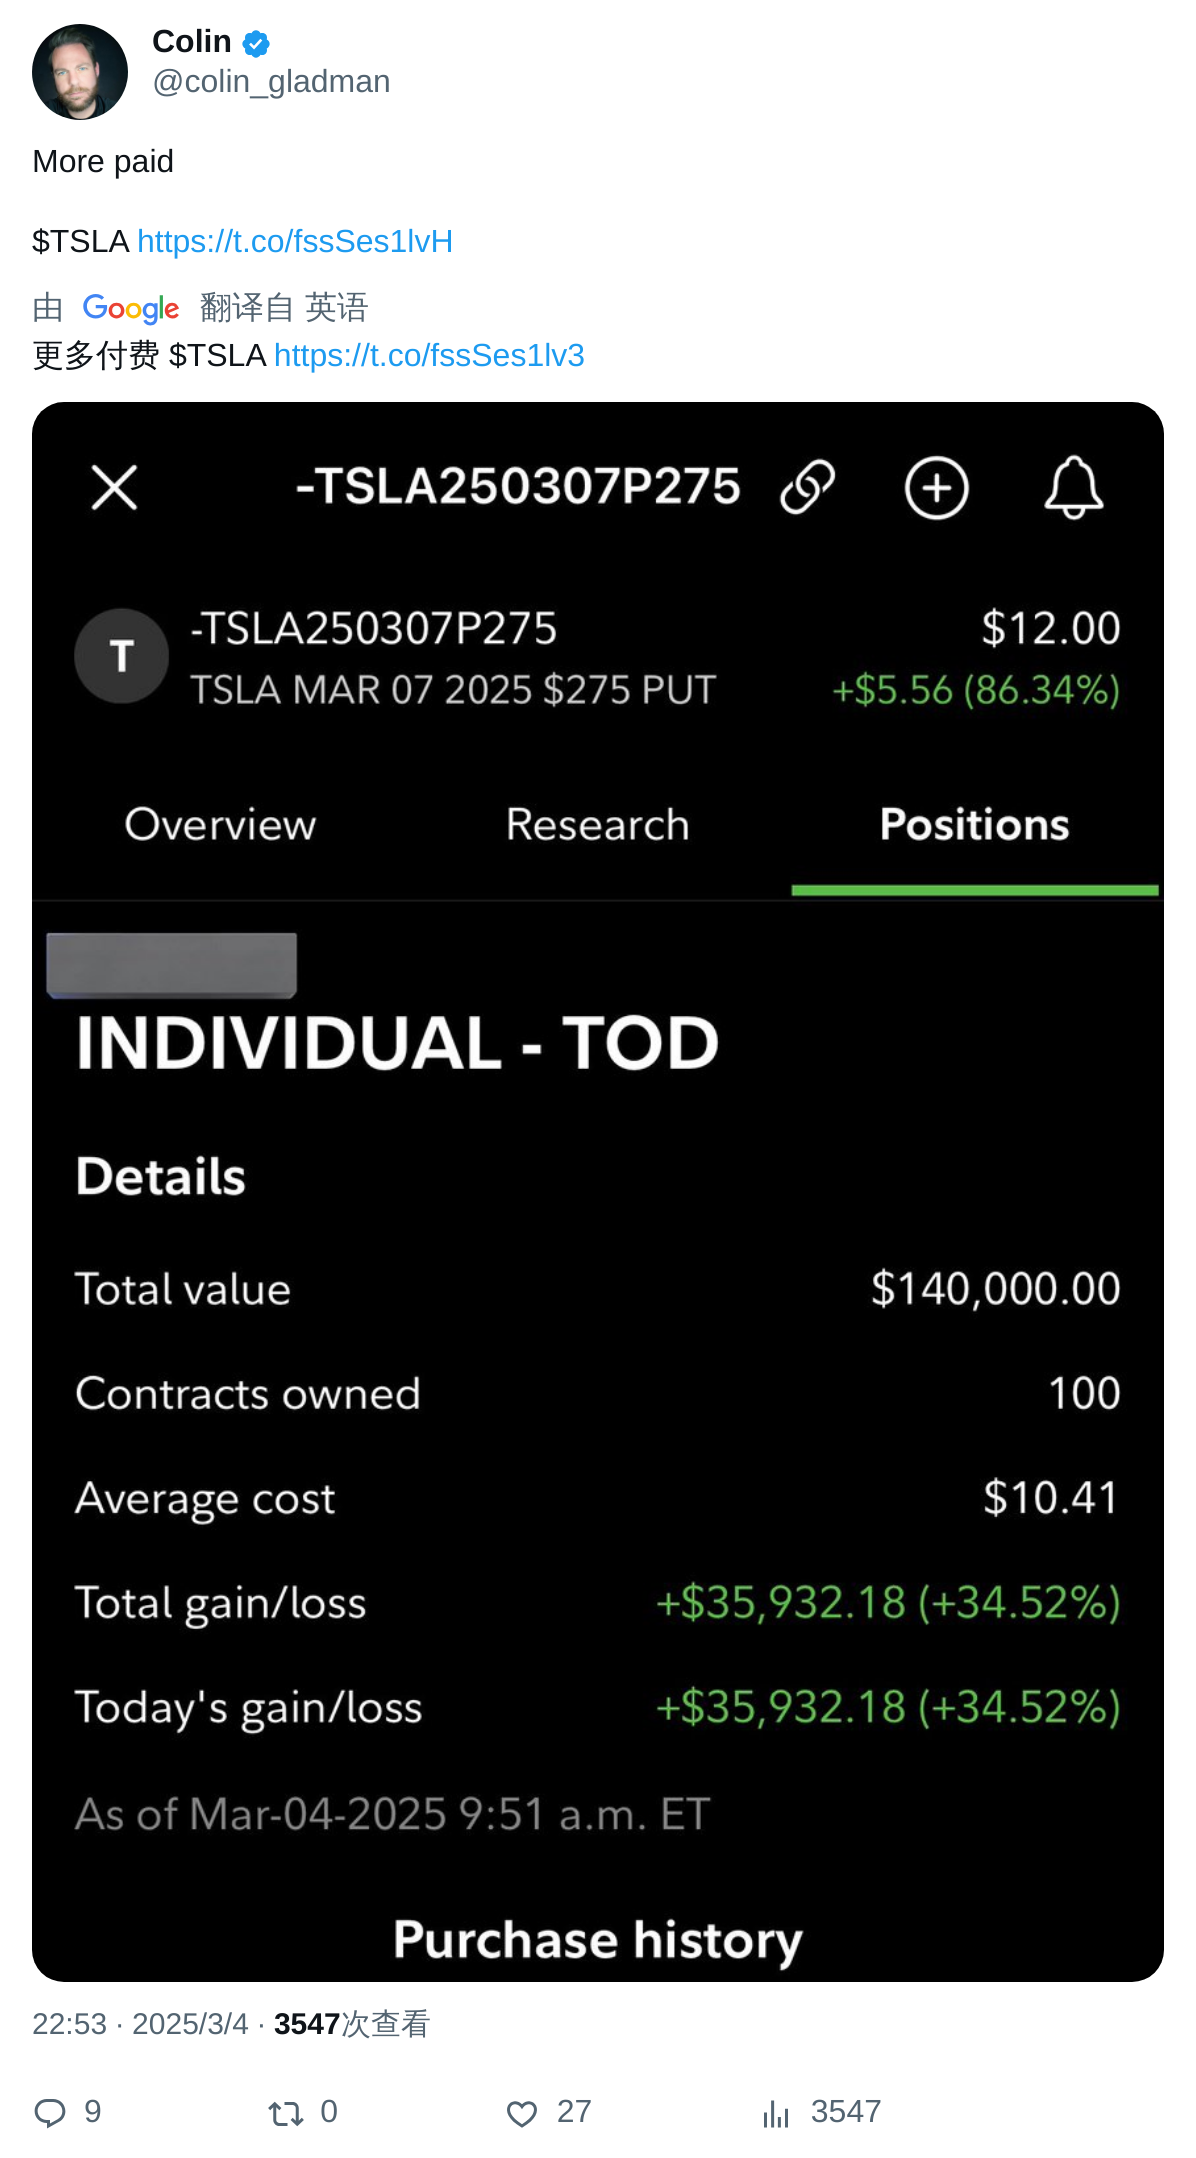 Colin
@colin_gladman
More paid
$TSLA https://t.co/fssSes1lvH
由 Google 翻译自 英语
更多付费 $TSLA https://t.co/fssSes1lv3
-TSLA250307P275
T
-TSLA250307P275
$12.00
TSLA MAR 07 2025 $275 PUT
+$5.56 (86.34%)
Overview
Research
Positions
INDIVIDUAL - TOD
Details
Total value
$140,000.00
Contracts owned
100
Average cost
$10.41
Total gain/loss
+$35,932.18 (+34.52%)
Today's gain/loss
+$35,932.18 (+34.52%)
As of Mar-04-2025 9:51 a.m. ET
Purchase history
22:53 · 2025/3/4 · 3547次查看
9
0
27
3547